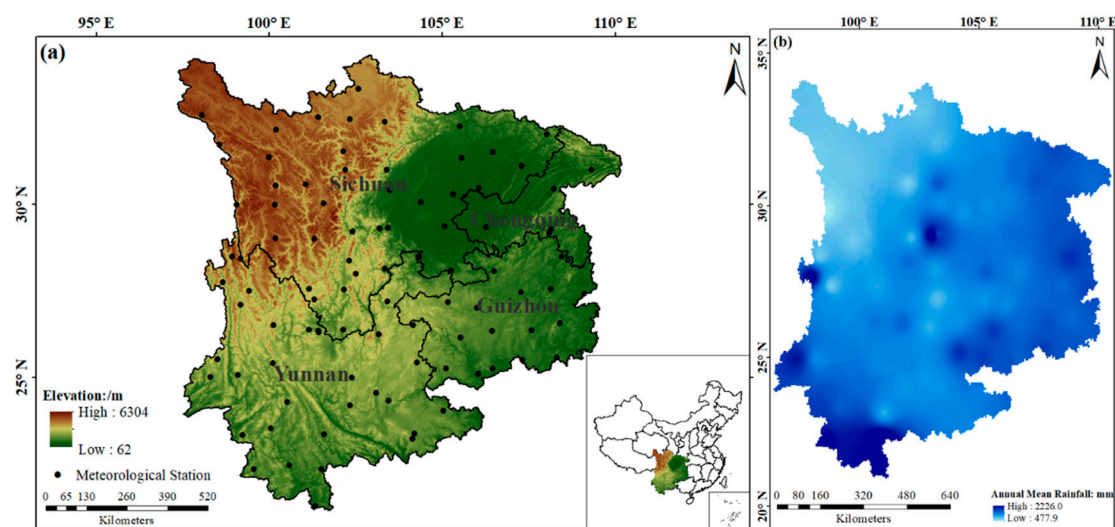 95° E
100° E
105° E
110° E
(a)
N
30° N
25° N
Sichuan
Chongqing
Guizhou
Yunnan
Elevation:/m
High : 6304
Low : 62
Meteorological Station
0 65 130 260 390 520
Kilometers
100° E
105° E
110° E
(b)
N
35° N
30° N
25° N
20° N
0 80 160 320 480 640
Kilometers
Annual Mean Rainfall: mm
High : 2226.0
Low : 477.9